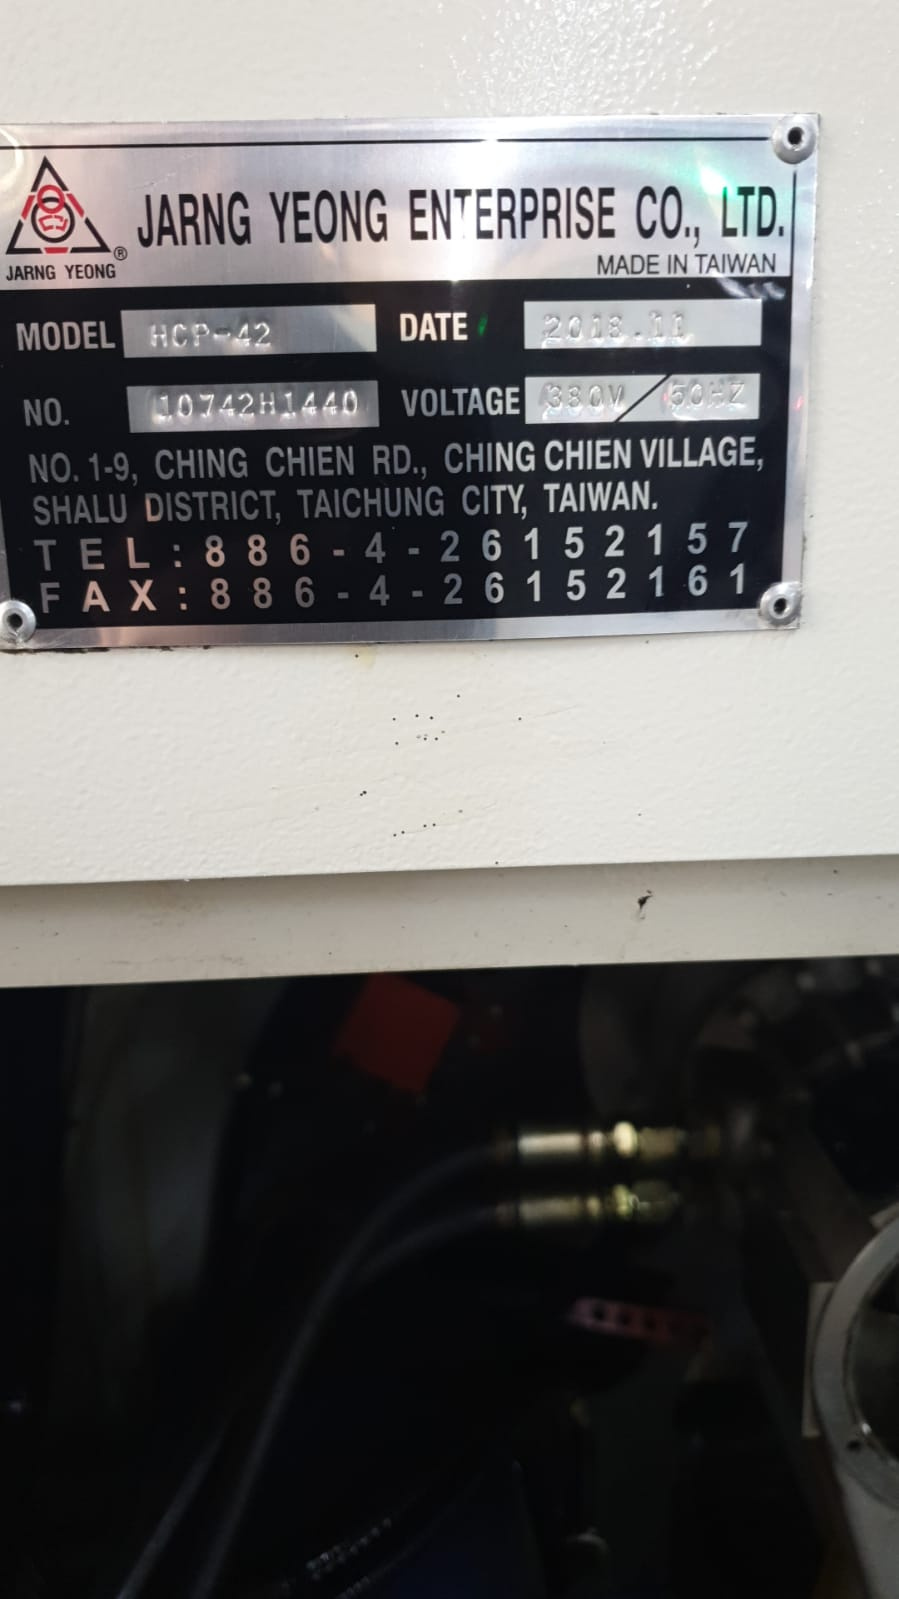 JARNG YEONG ENTERPRISE CO., LTD.
JARNG YEONG ®
MADE IN TAIWAN
MODEL HCP-42 DATE 2018.11
NO. 10742H1440 VOLTAGE 380V / 50HZ
NO. 1-9, CHING CHIEN RD., CHING CHIEN VILLAGE,
SHALU DISTRICT, TAICHUNG CITY, TAIWAN.
TEL:886-4-26152157
FAX:886-4-26152161